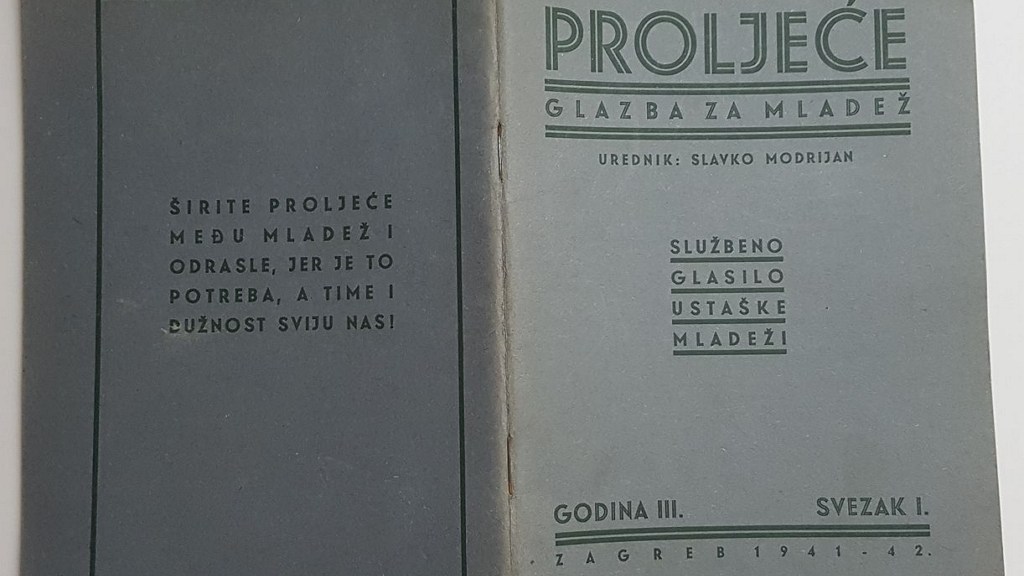 ŠIRITE PROLJEĆE
MEĐU MLADEŽ I
ODRASLE, JER JE TO
POTREBA, A TIME I
DUŽNOST SVIJU NAS!
PROLJEĆE
GLAZBA ZA MLADEŽ
UREDNIK: SLAVKO MODRIJAN
SLUŽBENO
GLASILO
USTAŠKE
MLADEŽI
GODINA III. SVEZAK I.
ZAGREB 1941-42.